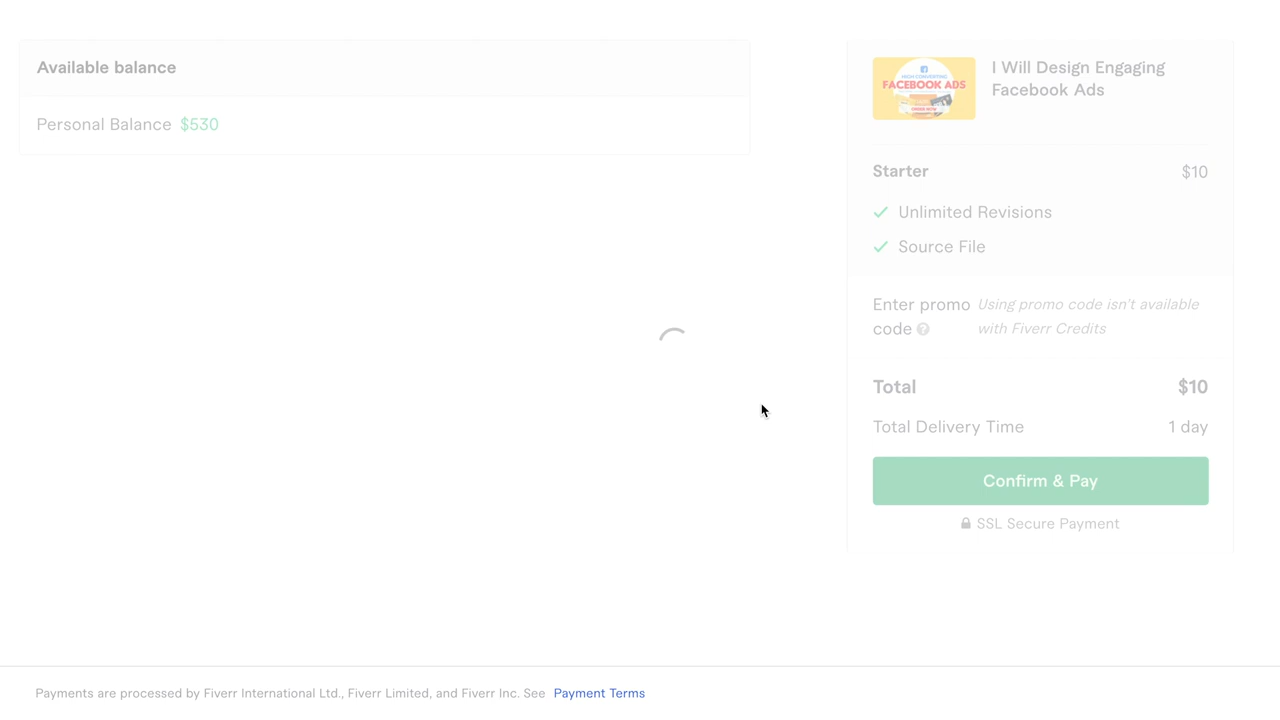 Available balance
Personal Balance $530
HIGH CONVERTING
FACEBOOK ADS
I Will Design Engaging
Facebook Ads
Starter $10
Unlimited Revisions
Source File
Enter promo
code
Using promo code isn't available
with Fiverr Credits
Total $10
Total Delivery Time 1 day
Confirm & Pay
SSL Secure Payment
Payments are processed by Fiverr International Ltd., Fiverr Limited, and Fiverr Inc. See Payment Terms